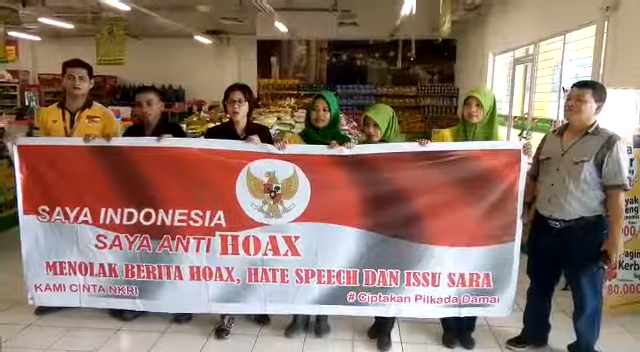 SAYA INDONESIA
SAYA ANTI HOAX
MENOLAK BERITA HOAX, HATE SPEECH DAN ISSU SARA
KAMI CINTA NKRI
# Ciptakan Pilkada Damai